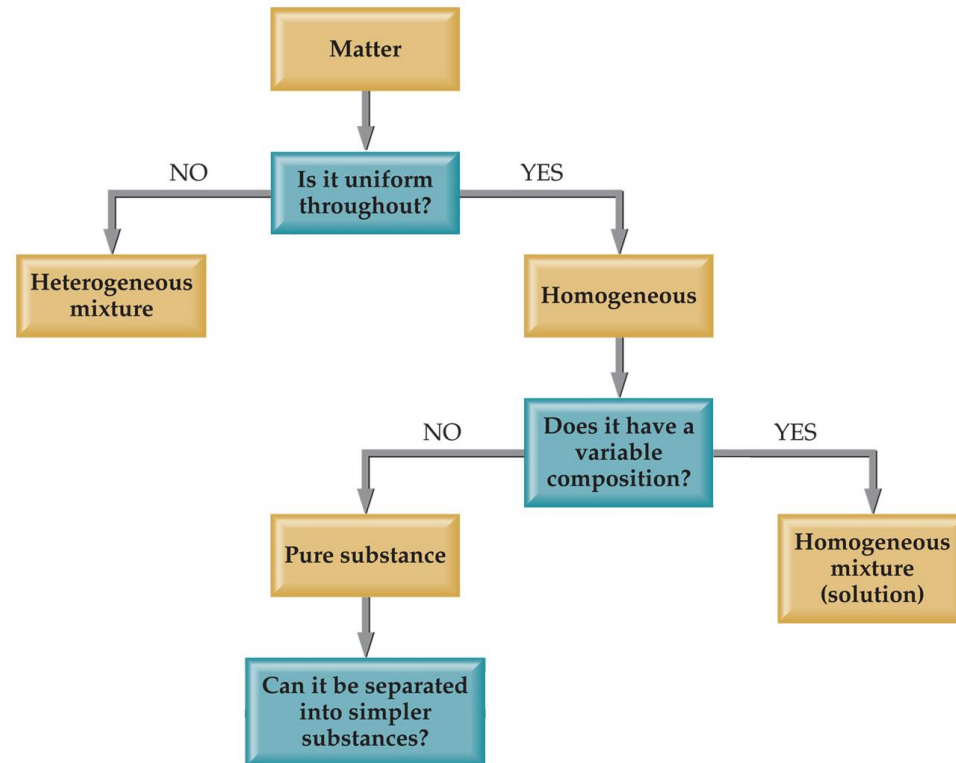 Matter
NO
YES
Is it uniform
throughout?
Heterogeneous
mixture
Homogeneous
NO
YES
Does it have a
variable
composition?
Pure substance
Homogeneous
mixture
(solution)
Can it be separated
into simpler
substances?